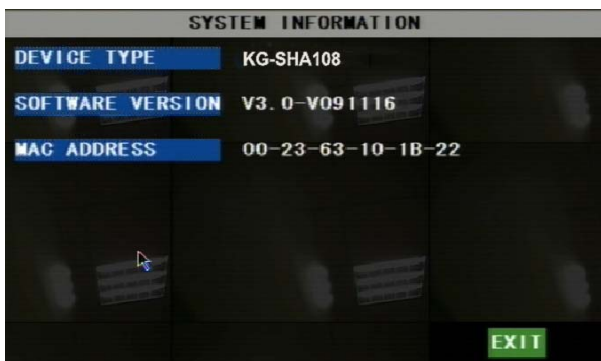 SYSTEM INFORMATION
DEVICE TYPE KG-SHA108
SOFTWARE VERSION V3.0-V091116
MAC ADDRESS 00-23-63-10-1B-22
EXIT